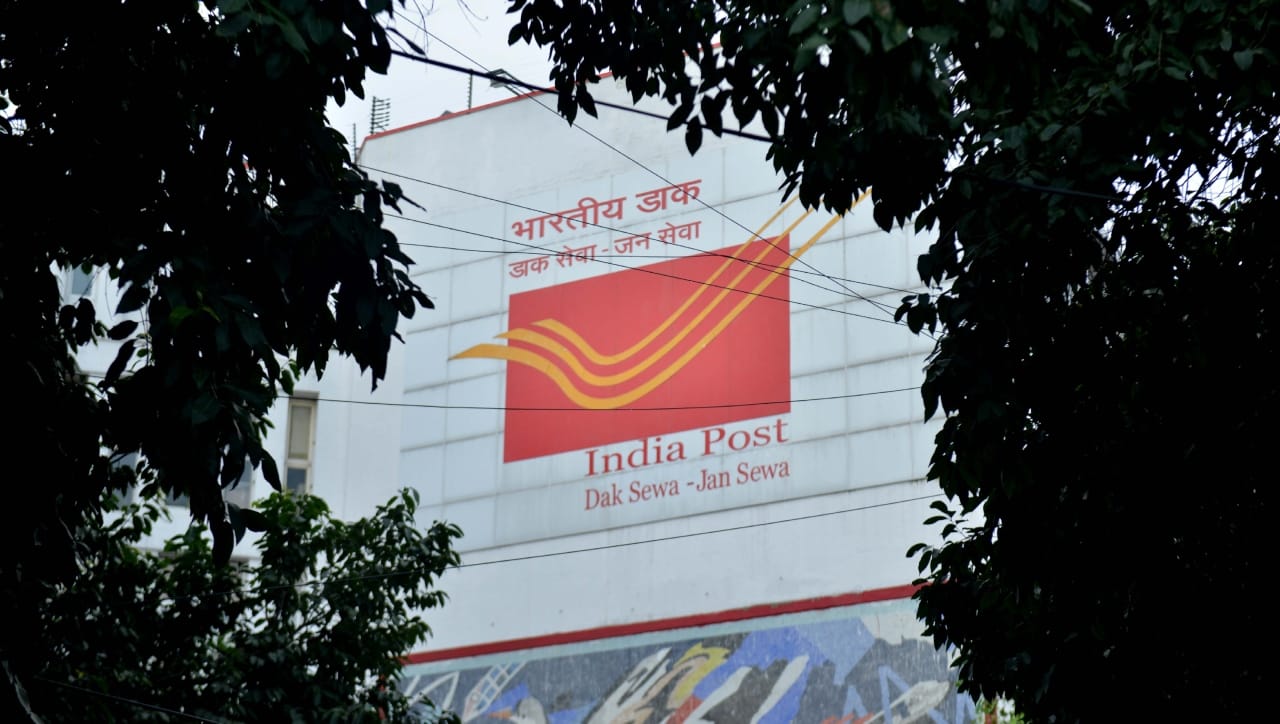 भारतीय डाक
डाक सेवा - जन सेवा
India Post
Dak Sewa -Jan Sewa